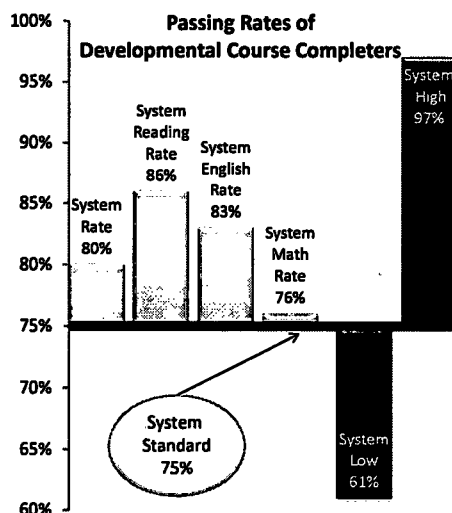 Passing Rates of
Developmental Course Completers
100%
95%
90%
85%
80%
75%
70%
65%
60%
System
Rate
80%
System
Reading
Rate
86%
System
English
Rate
83%
System
Math
Rate
76%
System
Low
61%
System
High
97%
System
Standard
75%